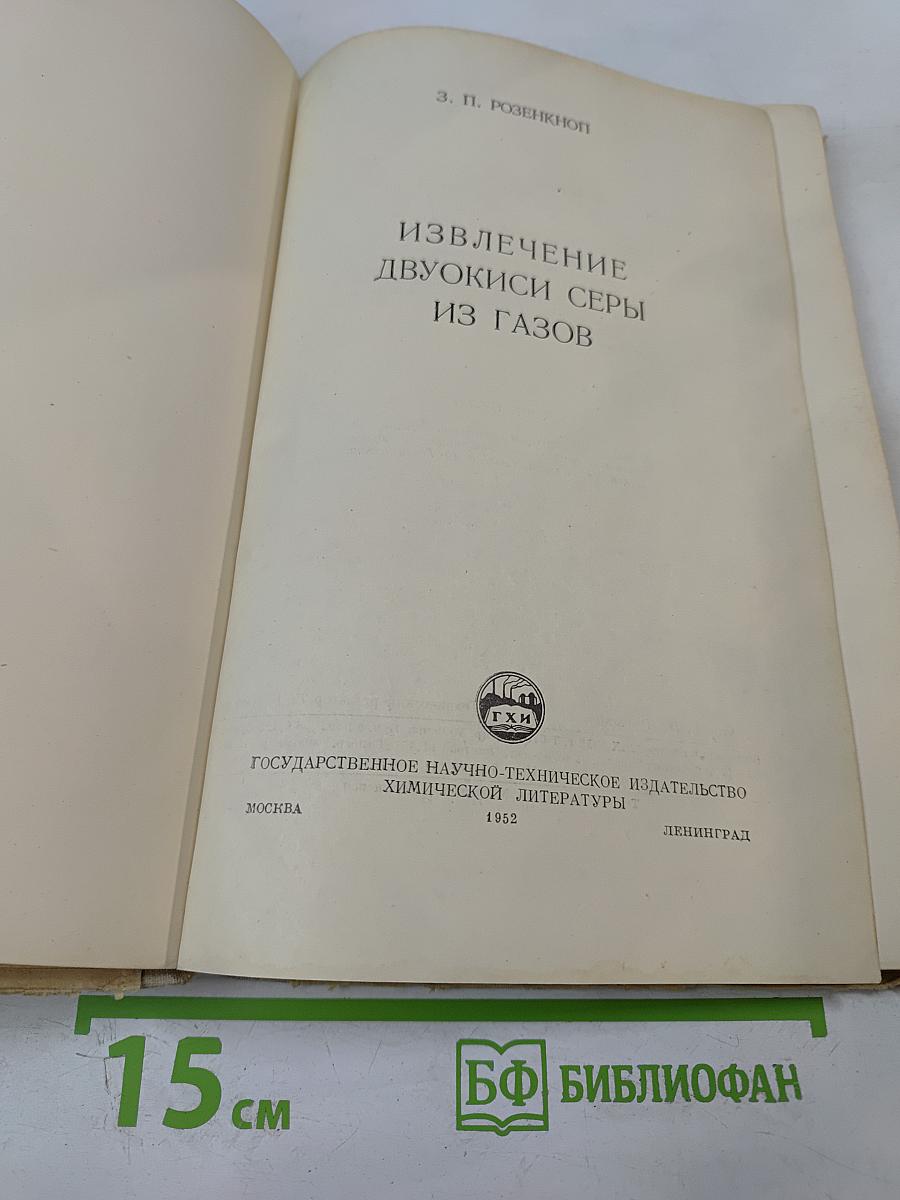 З. П. РОЗЕНКНОП
ИЗВЛЕЧЕНИЕ
ДВУОКИСИ СЕРЫ
ИЗ ГАЗОВ
ГХИ
ГОСУДАРСТВЕННОЕ НАУЧНО-ТЕХНИЧЕСКОЕ ИЗДАТЕЛЬСТВО
ХИМИЧЕСКОЙ ЛИТЕРАТУРЫ
МОСКВА 1952 ЛЕНИНГРАД
15 см
БФ БИБЛИОФАН